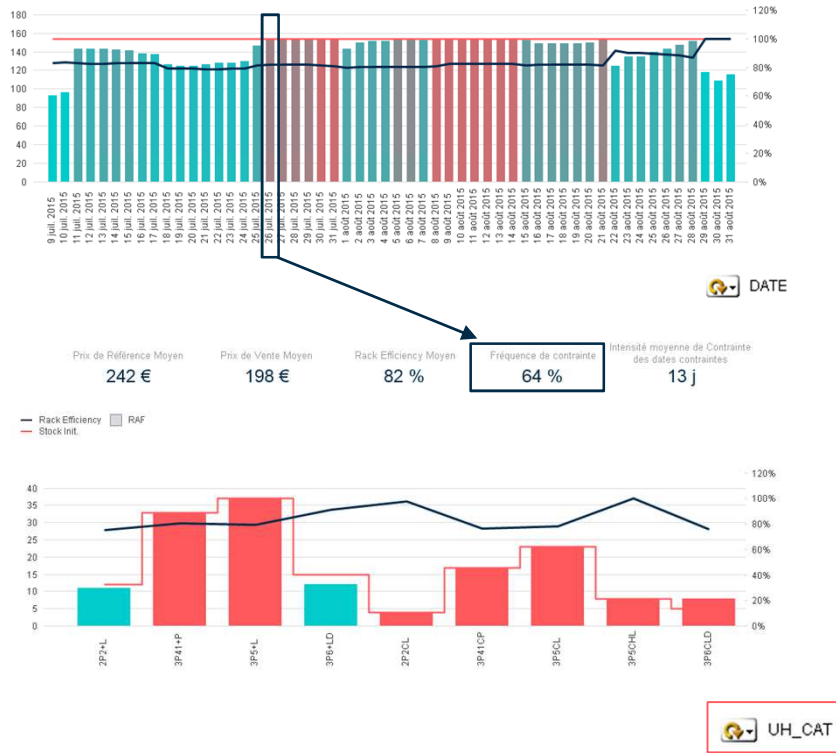 180
160
140
120
100
80
60
40
20
0
120%
100%
80%
60%
40%
20%
0%
9 juil. 2015
10 juil. 2015
11 juil. 2015
12 juil. 2015
13 juil. 2015
14 juil. 2015
15 juil. 2015
16 juil. 2015
17 juil. 2015
18 juil. 2015
19 juil. 2015
20 juil. 2015
21 juil. 2015
22 juil. 2015
23 juil. 2015
24 juil. 2015
25 juil. 2015
26 juil. 2015
27 juil. 2015
28 juil. 2015
29 juil. 2015
30 juil. 2015
31 juil. 2015
1 août 2015
2 août 2015
3 août 2015
4 août 2015
5 août 2015
6 août 2015
7 août 2015
8 août 2015
9 août 2015
10 août 2015
11 août 2015
12 août 2015
13 août 2015
14 août 2015
15 août 2015
16 août 2015
17 août 2015
18 août 2015
19 août 2015
20 août 2015
21 août 2015
22 août 2015
23 août 2015
24 août 2015
25 août 2015
26 août 2015
27 août 2015
28 août 2015
29 août 2015
30 août 2015
31 août 2015
DATE
Prix de Référence Moyen
242 €
Prix de Vente Moyen
198 €
Rack Efficiency Moyen
82 %
Fréquence de contrainte
64 %
Intensité moyenne de Contrainte
des dates contraintes
13 j
Rack Efficiency RAF
Stock Init.
40
35
30
25
20
15
10
5
0
120%
100%
80%
60%
40%
20%
0%
2P2+L
3P41+P
3P5+L
3P6+LD
2P2CL
3P41CP
3P5CL
3P5CHL
3P6CLD
UH_CAT